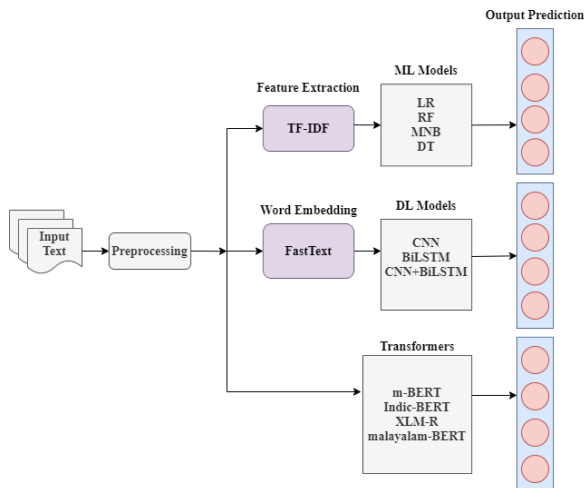 Output Prediction
ML Models
Feature Extraction
TF-IDF
LR
RF
MNB
DT
Word Embedding
DL Models
Input
Text
Preprocessing
FastText
CNN
BiLSTM
CNN+BiLSTM
Transformers
m-BERT
Indic-BERT
XLM-R
malayalam-BERT